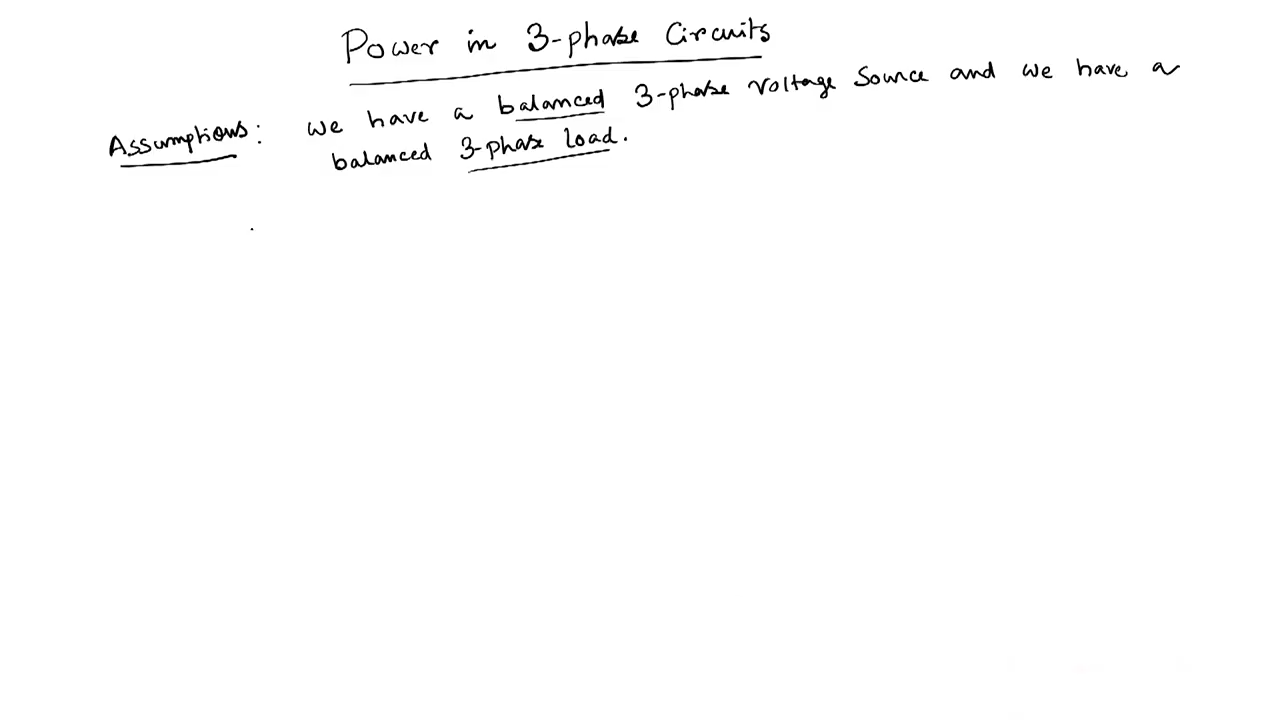 Power in 3-phase Circuits
Assumptions: We have a balanced 3-phase voltage source and we have a
balanced 3-phase load.